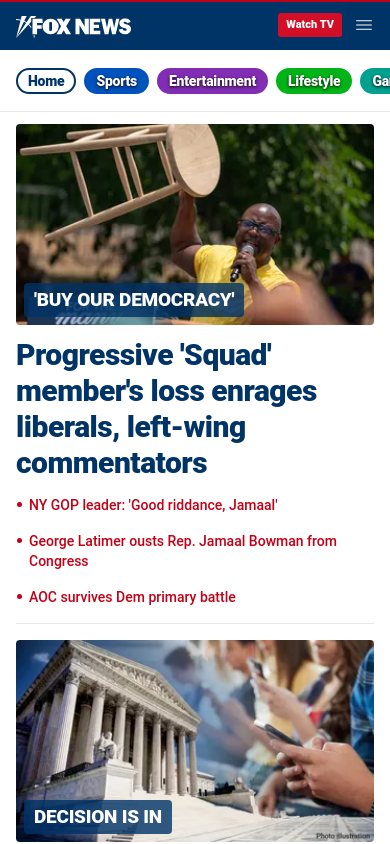 FOX NEWS
Watch TV
Home
Sports
Entertainment
Lifestyle
'BUY OUR DEMOCRACY'
Progressive 'Squad'
member's loss enrages
liberals, left-wing
commentators
• NY GOP leader: 'Good riddance, Jamaal'
• George Latimer ousts Rep. Jamaal Bowman from
Congress
• AOC survives Dem primary battle
DECISION IS IN
Photo Illustration